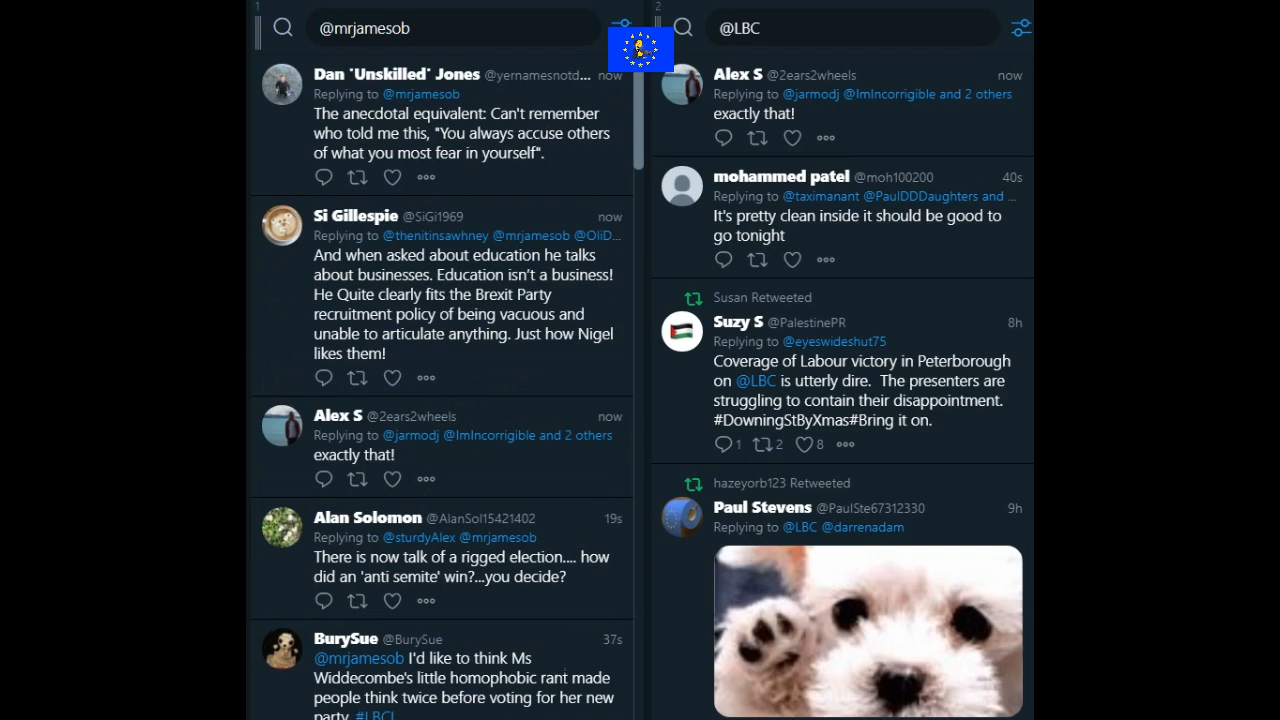 1
@mrjamesob
Dan "Unskilled" Jones @yernamesnotd... now
Replying to @mrjamesob
The anecdotal equivalent: Can't remember
who told me this, "You always accuse others
of what you most fear in yourself".
Si Gillespie @SiGi1969 now
Replying to @thenitinsawhney @mrjamesob @OliD...
And when asked about education he talks
about businesses. Education isn't a business!
He Quite clearly fits the Brexit Party
recruitment policy of being vacuous and
unable to articulate anything. Just how Nigel
likes them!
Alex S @2ears2wheels now
Replying to @jarmodj @ImIncorrigible and 2 others
exactly that!
Alan Solomon @AlanSol15421402 19s
Replying to @sturdyAlex @mrjamesob
There is now talk of a rigged election.... how
did an 'anti semite' win?...you decide?
BurySue @BurySue 37s
@mrjamesob I'd like to think Ms
Widdecombe's little homophobic rant made
people think twice before voting for her new
party. #LBC
2
@LBC
Alex S @2ears2wheels now
Replying to @jarmodj @ImIncorrigible and 2 others
exactly that!
mohammed patel @moh100200 40s
Replying to @taximanant @PaulDDDaughters and ...
It's pretty clean inside it should be good to
go tonight
Susan Retweeted
Suzy S @PalestinePR 8h
Replying to @eyeswideshut75
Coverage of Labour victory in Peterborough
on @LBC is utterly dire. The presenters are
struggling to contain their disappointment.
#DowningStByXmas#Bring it on.
1 2 8
hazeyorb123 Retweeted
Paul Stevens @PaulSte67312330 9h
Replying to @LBC @darrenadam